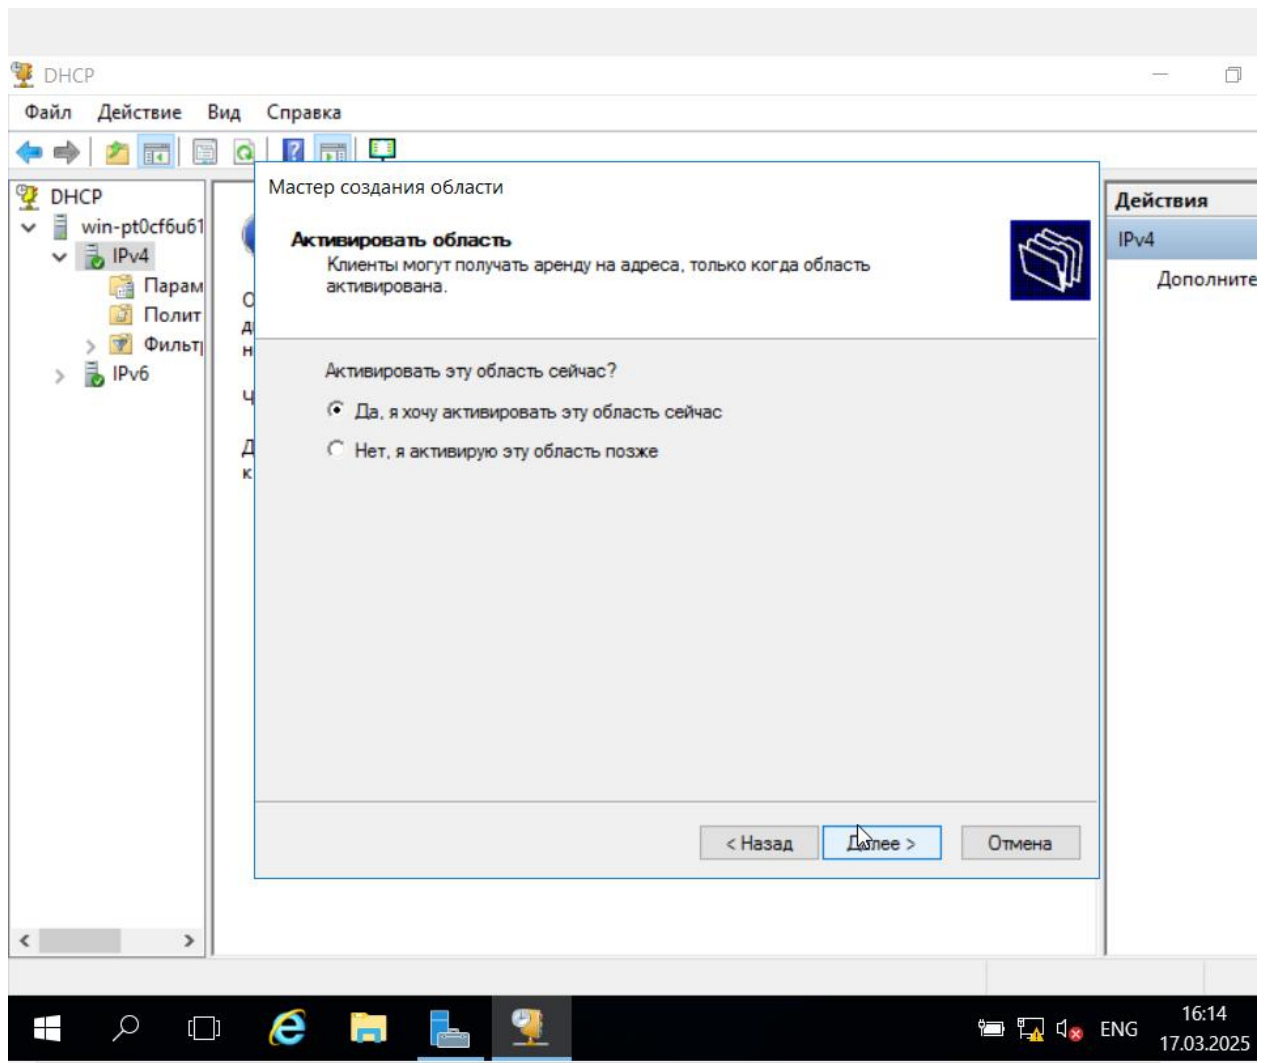 DHCP
Файл Действие Вид Справка
DHCP
win-pt0cf6u61
IPv4
Парам
Полит
Фильтр
IPv6
О
д
н
Ч
Д
к
Мастер создания области
Активировать область
Клиенты могут получать аренду на адреса, только когда область
активирована.
Активировать эту область сейчас?
Да, я хочу активировать эту область сейчас
Нет, я активирую эту область позже
< Назад Далее > Отмена
Действия
IPv4
Дополните
ENG
16:14
17.03.2025